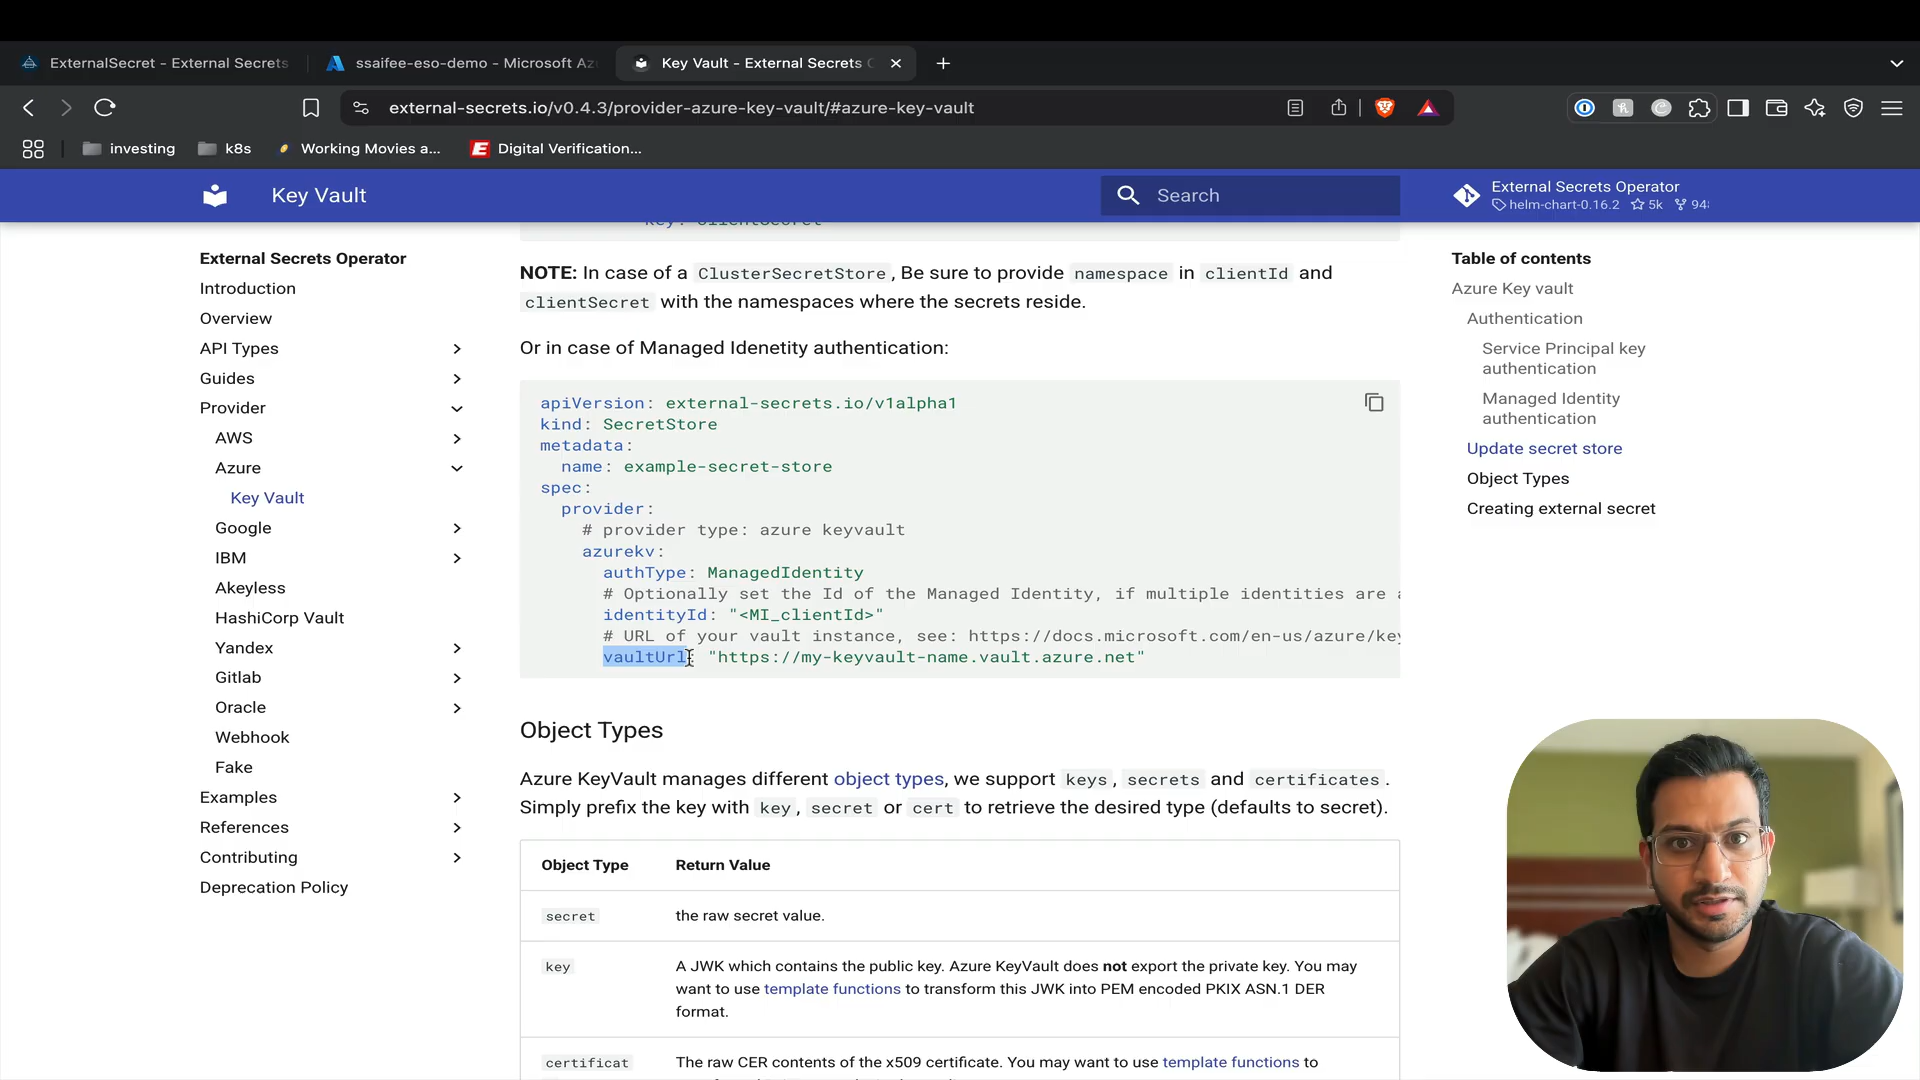 ExternalSecret - External Secrets
ssaifee-eso-demo - Microsoft Az
Key Vault - External Secrets O
external-secrets.io/v0.4.3/provider-azure-key-vault/#azure-key-vault
investing
k8s
Working Movies a...
Digital Verification...
Key Vault
Search
External Secrets Operator
helm-chart-0.16.2 5k 948
External Secrets Operator
Introduction
Overview
API Types
Guides
Provider
AWS
Azure
Key Vault
Google
IBM
Akeyless
HashiCorp Vault
Yandex
Gitlab
Oracle
Webhook
Fake
Examples
References
Contributing
Deprecation Policy
key: ClientSecret
NOTE: In case of a ClusterSecretStore, Be sure to provide namespace in clientId and
clientSecret with the namespaces where the secrets reside.
Or in case of Managed Idenetity authentication:
apiVersion: external-secrets.io/v1alpha1
kind: SecretStore
metadata:
name: example-secret-store
spec:
provider:
# provider type: azure keyvault
azurekv:
authType: ManagedIdentity
# Optionally set the Id of the Managed Identity, if multiple identities are a
identityId: "<MI_clientId>"
# URL of your vault instance, see: https://docs.microsoft.com/en-us/azure/key
vaultUrl: "https://my-keyvault-name.vault.azure.net"
Object Types
Azure KeyVault manages different object types, we support keys, secrets and certificates.
Simply prefix the key with key, secret or cert to retrieve the desired type (defaults to secret).
Object Type Return Value
secret the raw secret value.
key A JWK which contains the public key. Azure KeyVault does not export the private key. You may
want to use template functions to transform this JWK into PEM encoded PKIX ASN.1 DER
format.
certificat The raw CER contents of the x509 certificate. You may want to use template functions to
Table of contents
Azure Key vault
Authentication
Service Principal key
authentication
Managed Identity
authentication
Update secret store
Object Types
Creating external secret